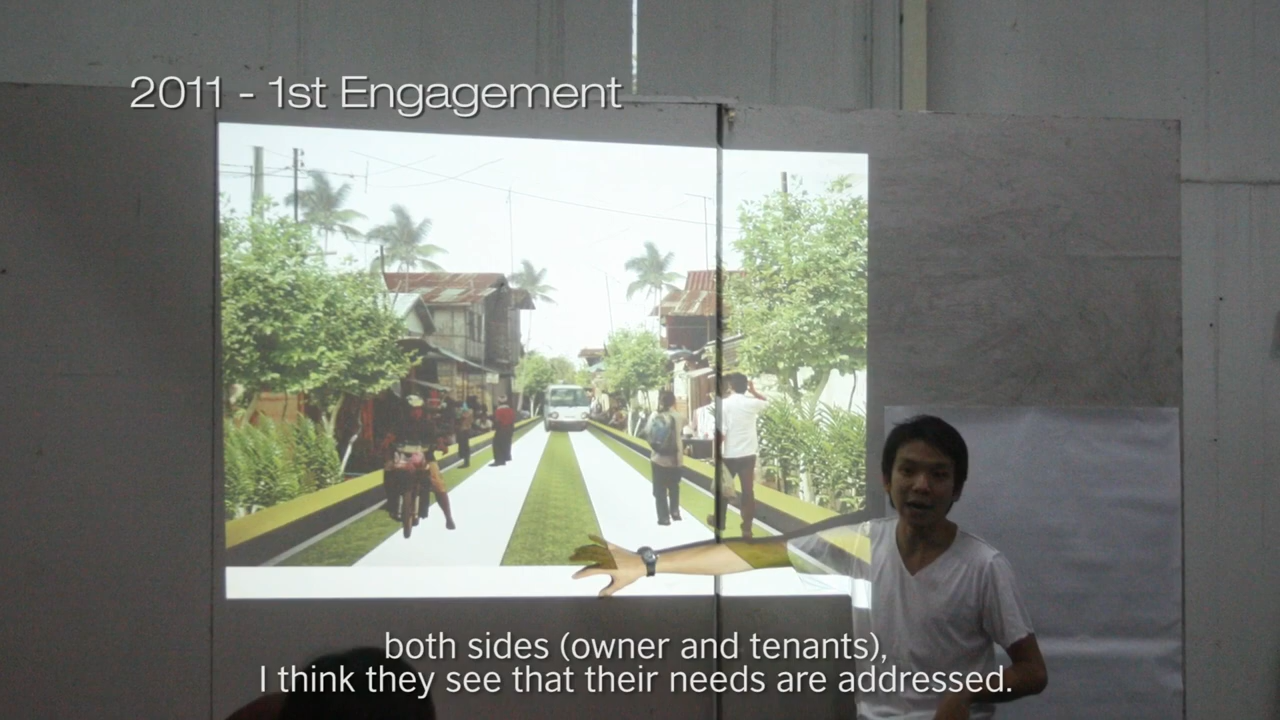 2011 - 1st Engagement
both sides (owner and tenants),
I think they see that their needs are addressed.